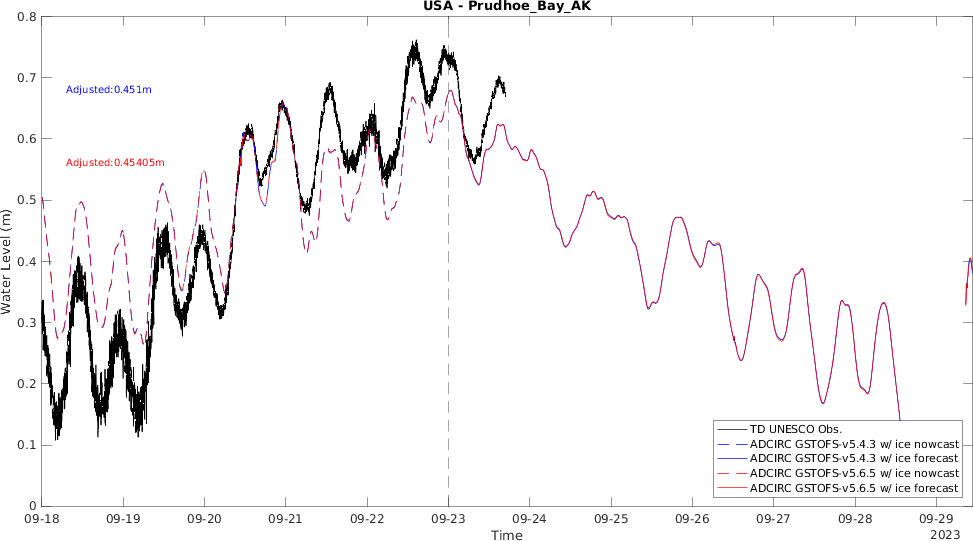 USA - Prudhoe_Bay_AK
0.8
0.7
0.6
0.5
0.4
0.3
0.2
0.1
0
Water Level (m)
Adjusted:0.451m
Adjusted:0.45405m
TD UNESCO Obs.
ADCIRC GSTOFS-v5.4.3 w/ ice nowcast
ADCIRC GSTOFS-v5.4.3 w/ ice forecast
ADCIRC GSTOFS-v5.6.5 w/ ice nowcast
ADCIRC GSTOFS-v5.6.5 w/ ice forecast
09-18 09-19 09-20 09-21 09-22 09-23 09-24 09-25 09-26 09-27 09-28 09-29
Time
2023